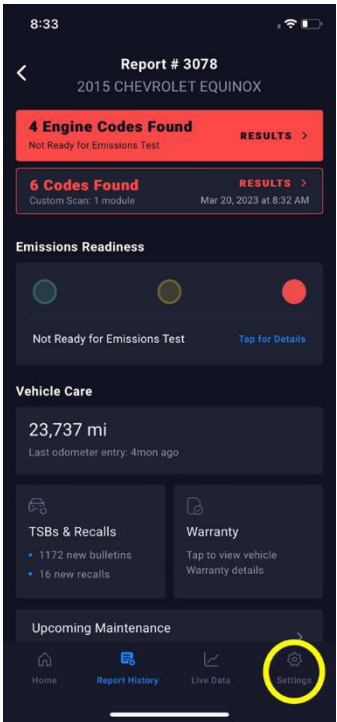 8:33
Report # 3078
2015 CHEVROLET EQUINOX
4 Engine Codes Found
Not Ready for Emissions Test
RESULTS >
6 Codes Found
Custom Scan: 1 module
RESULTS >
Mar 20, 2023 at 8:32 AM
Emissions Readiness
Not Ready for Emissions Test
Tap for Details
Vehicle Care
23,737 mi
Last odometer entry: 4mon ago
TSBs & Recalls
• 1172 new bulletins
• 16 new recalls
Warranty
Tap to view vehicle
Warranty details
Upcoming Maintenance
Home
Report History
Live Data
Settings